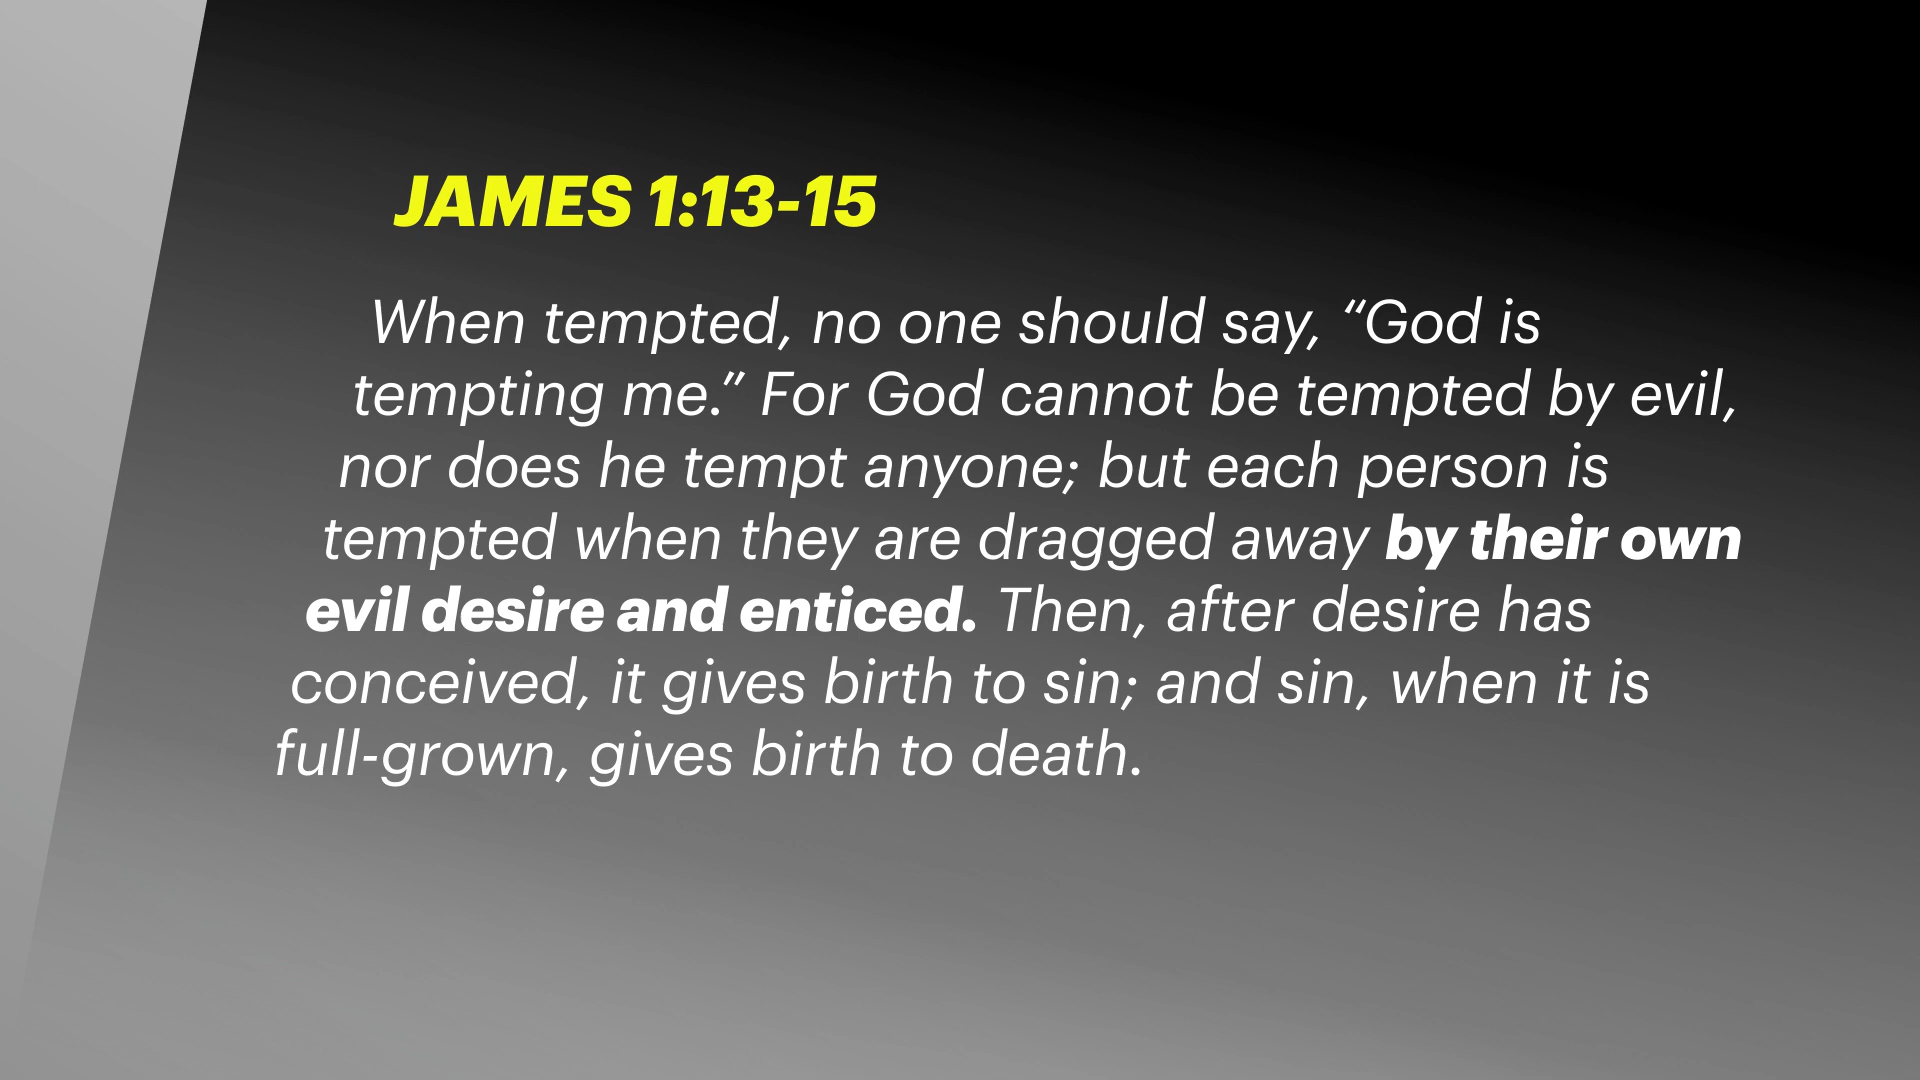 JAMES 1:13-15
When tempted, no one should say, “God is
tempting me.” For God cannot be tempted by evil,
nor does he tempt anyone; but each person is
tempted when they are dragged away by their own
evil desire and enticed. Then, after desire has
conceived, it gives birth to sin; and sin, when it is
full-grown, gives birth to death.